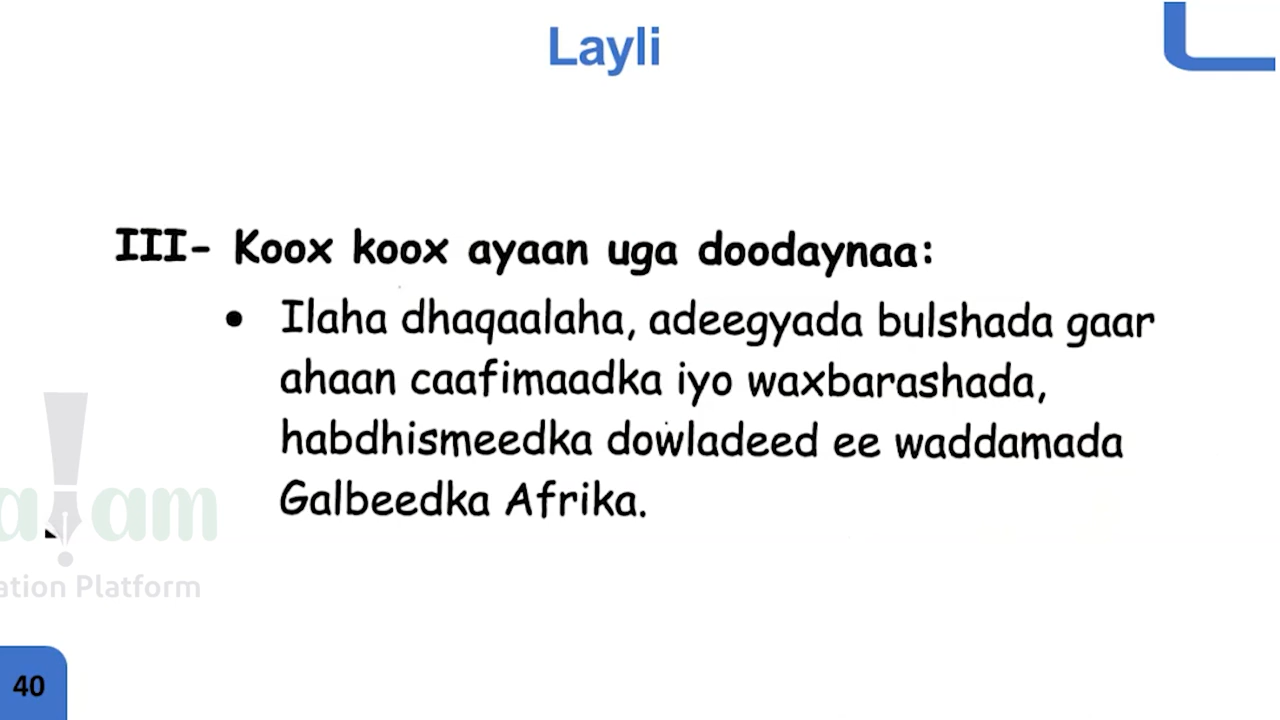 Layli
III- Koox koox ayaan uga doodaynaa:
• Ilaha dhaqaalaha, adeegyada bulshada gaar
ahaan caafimaadka iyo waxbarashada,
habdhismeedka dowladeed ee waddamada
Galbeedka Afrika.
a!am
ation Platform
40